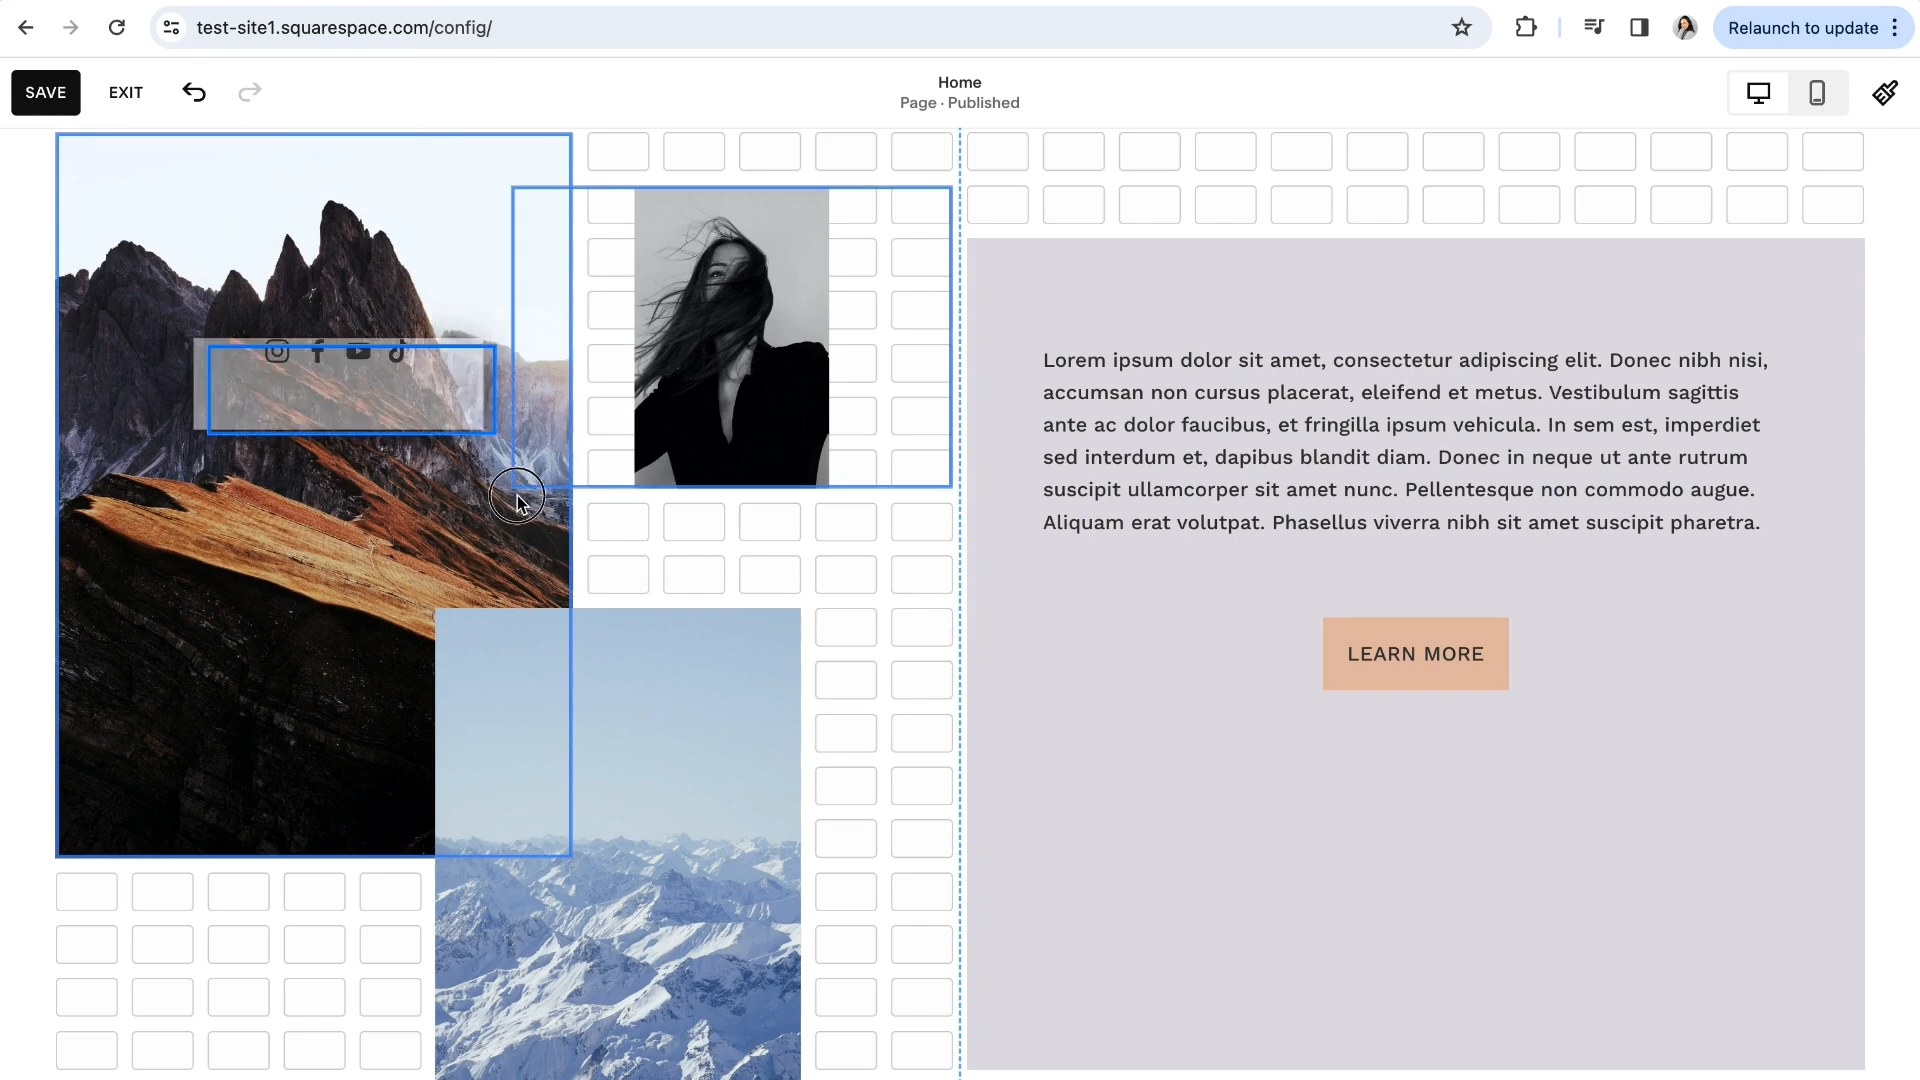 test-site1.squarespace.com/config/
Relaunch to update
SAVE
EXIT
Home
Page · Published
Lorem ipsum dolor sit amet, consectetur adipiscing elit. Donec nibh nisi,
accumsan non cursus placerat, eleifend et metus. Vestibulum sagittis
ante ac dolor faucibus, et fringilla ipsum vehicula. In sem est, imperdiet
sed interdum et, dapibus blandit diam. Donec in neque ut ante rutrum
suscipit ullamcorper sit amet nunc. Pellentesque non commodo augue.
Aliquam erat volutpat. Phasellus viverra nibh sit amet suscipit pharetra.
LEARN MORE